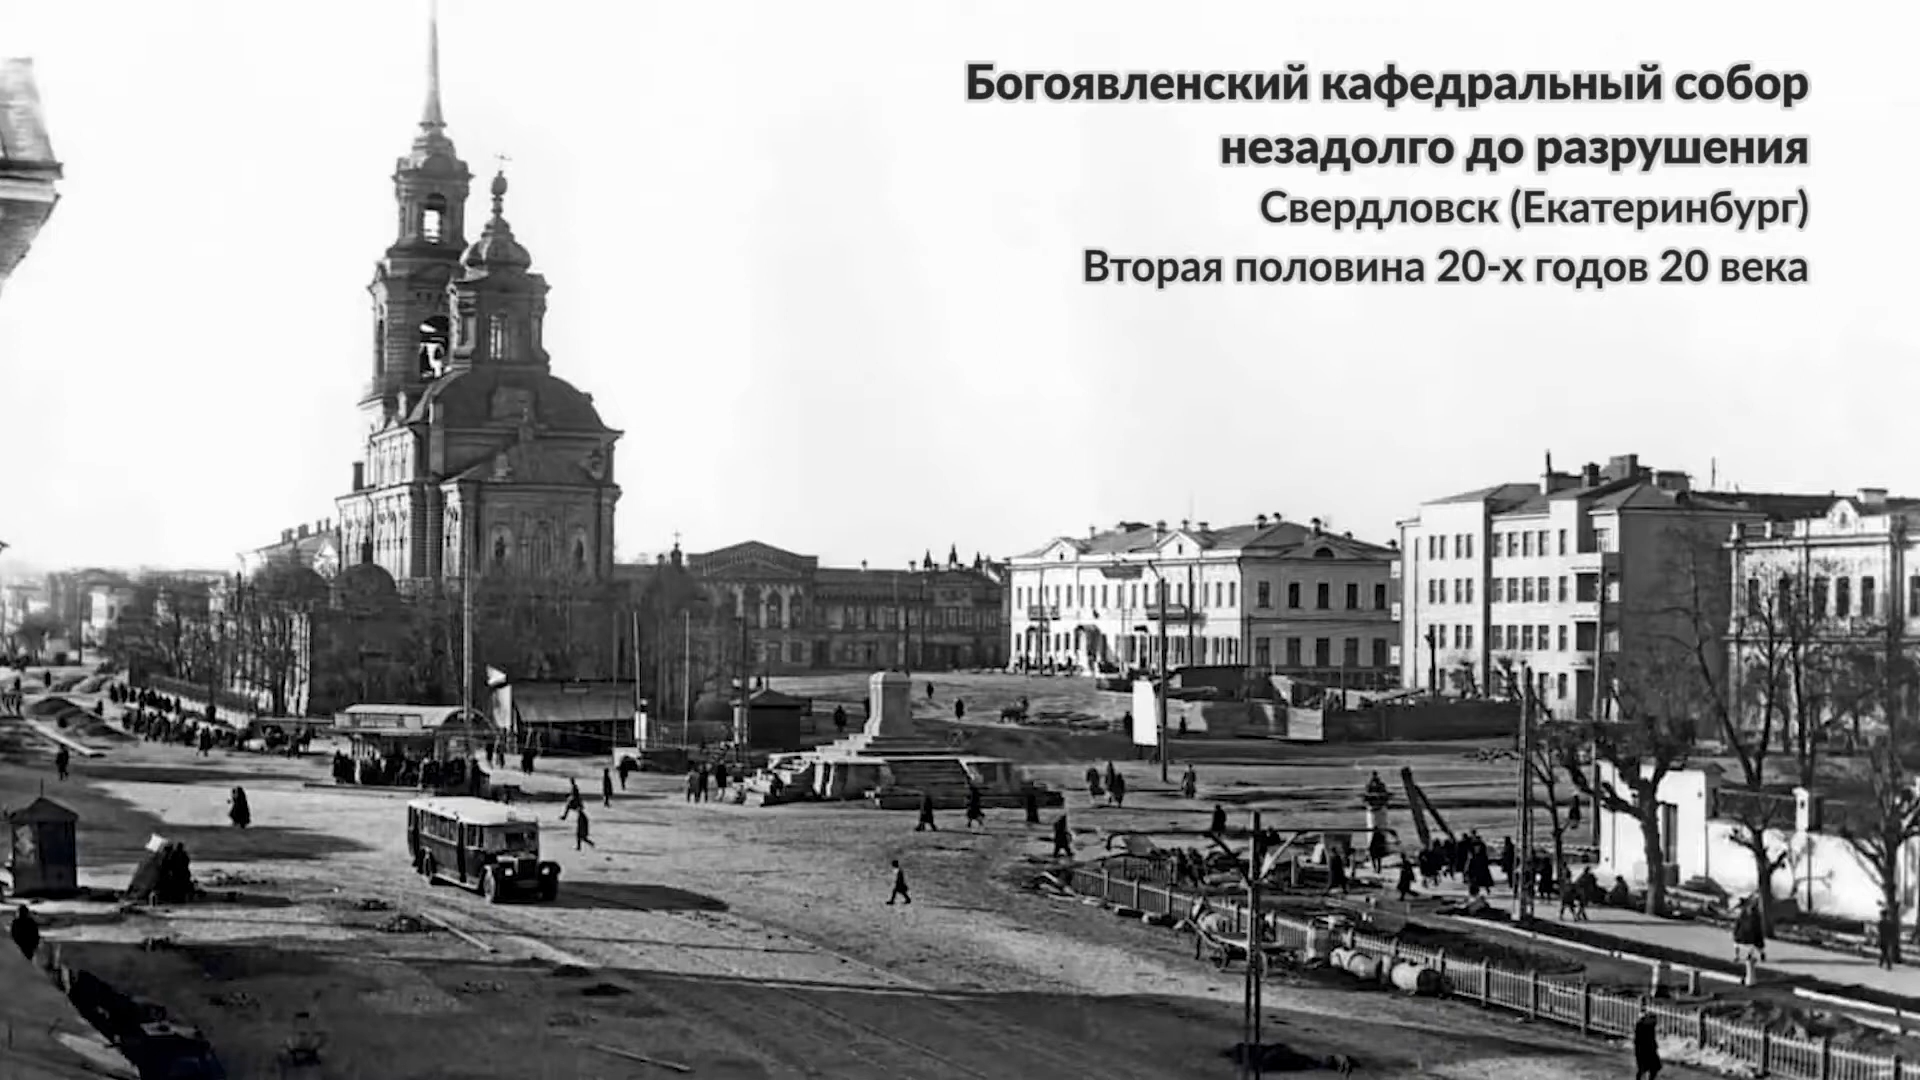 Богоявленский кафедральный собор
незадолго до разрушения
Свердловск (Екатеринбург)
Вторая половина 20-х годов 20 века